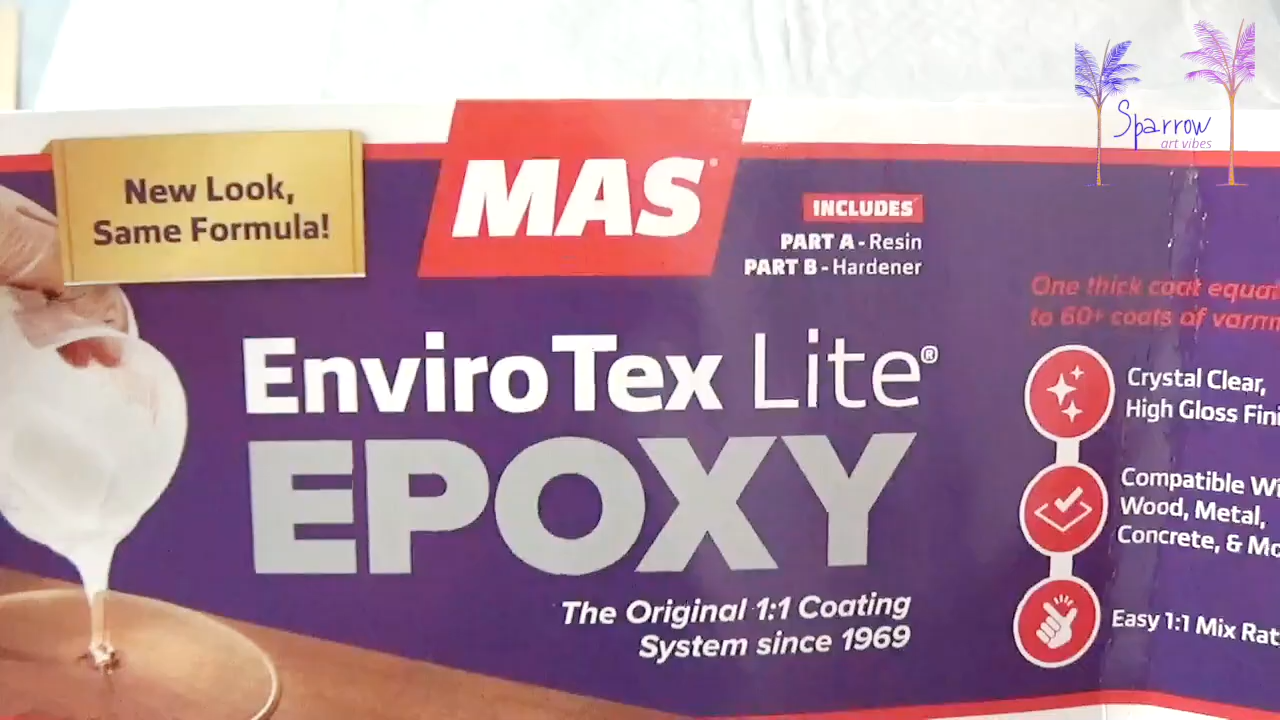 New Look,
Same Formula!
MAS®
INCLUDES
PART A - Resin
PART B - Hardener
EnviroTex Lite®
EPOXY
The Original 1:1 Coating
System since 1969
One thick coat
to 60+ coats of
Crystal Clear,
High Gloss
Compatible
Wood, Metal,
Concrete, &
Easy 1:1 Mix
Sparrow
art vibes